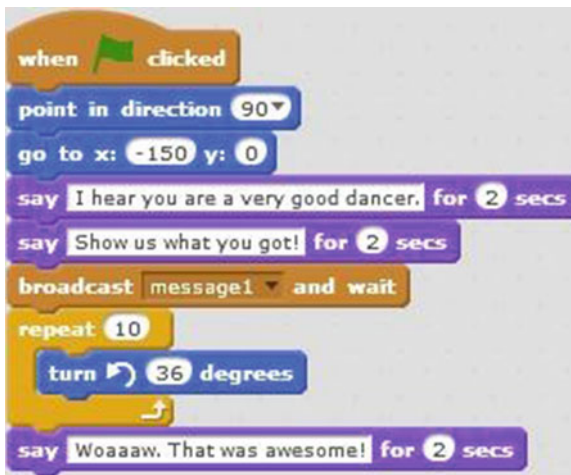 when clicked
point in direction 90
go to x: -150 y: 0
say I hear you are a very good dancer. for 2 secs
say Show us what you got! for 2 secs
broadcast message1 and wait
repeat 10
turn 36 degrees
say Woaaaw. That was awesome! for 2 secs